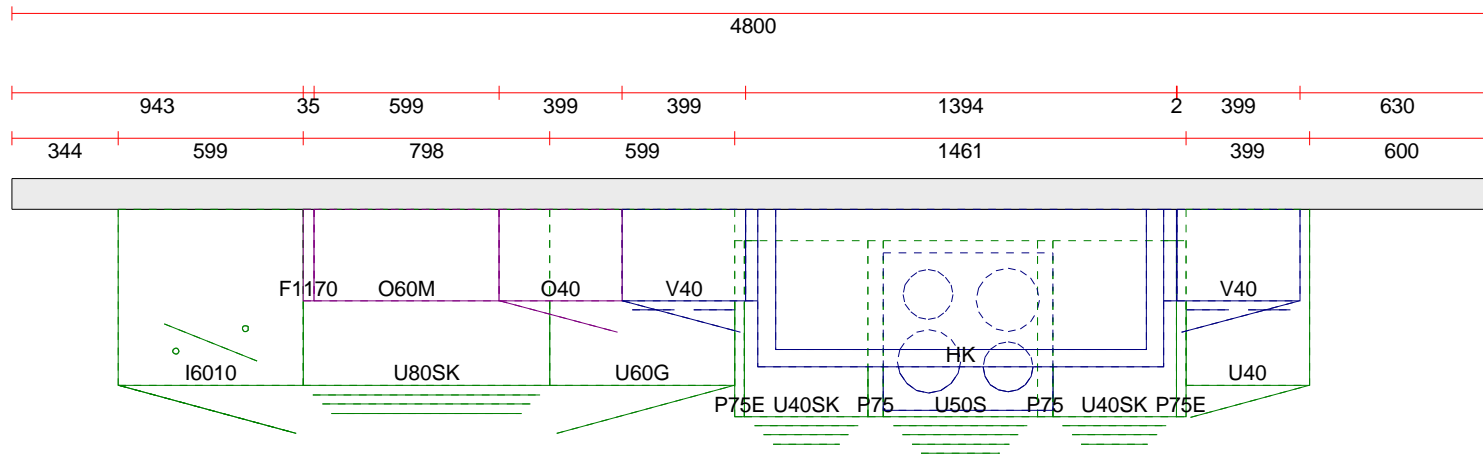 4800
943 35 599 399 399 1394 2 399 630
344 599 798 599 1461 399 600
F1170 O60M O40 V40 V40
HK
I6010 U80SK U60G U40
P75E U40SK P75 U50S P75 U40SK P75E